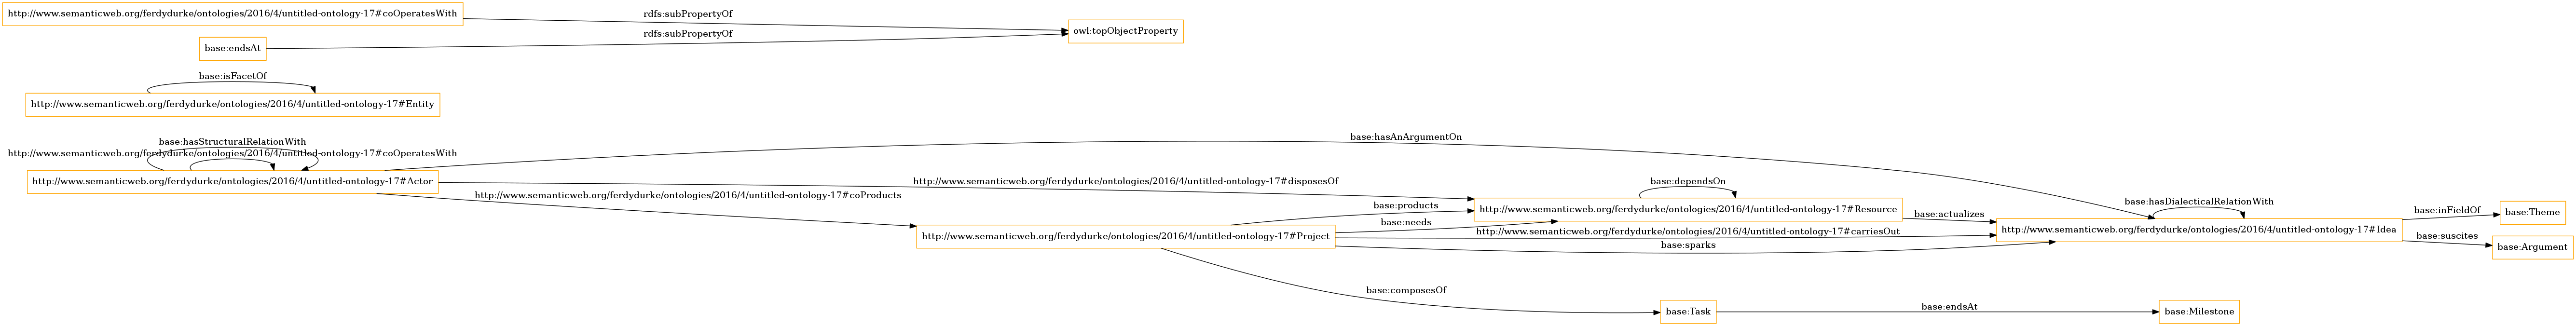 http://www.semanticweb.org/ferdydurke/ontologies/2016/4/untitled-ontology-17#coOperatesWith
rdfs:subPropertyOf
owl:topObjectProperty
base:endsAt
rdfs:subPropertyOf
base:isFacetOf
http://www.semanticweb.org/ferdydurke/ontologies/2016/4/untitled-ontology-17#Entity
base:hasStructuralRelationWith
http://www.semanticweb.org/ferdydurke/ontologies/2016/4/untitled-ontology-17#coOperatesWith
http://www.semanticweb.org/ferdydurke/ontologies/2016/4/untitled-ontology-17#Actor
base:hasAnArgumentOn
http://www.semanticweb.org/ferdydurke/ontologies/2016/4/untitled-ontology-17#disposesOf
http://www.semanticweb.org/ferdydurke/ontologies/2016/4/untitled-ontology-17#coProducts
base:dependsOn
base:products
http://www.semanticweb.org/ferdydurke/ontologies/2016/4/untitled-ontology-17#Resource
base:needs
base:actualizes
http://www.semanticweb.org/ferdydurke/ontologies/2016/4/untitled-ontology-17#Project
http://www.semanticweb.org/ferdydurke/ontologies/2016/4/untitled-ontology-17#carriesOut
base:sparks
base:hasDialecticalRelationWith
http://www.semanticweb.org/ferdydurke/ontologies/2016/4/untitled-ontology-17#Idea
base:inFieldOf
base:Theme
base:suscites
base:Argument
base:composesOf
base:Task
base:endsAt
base:Milestone